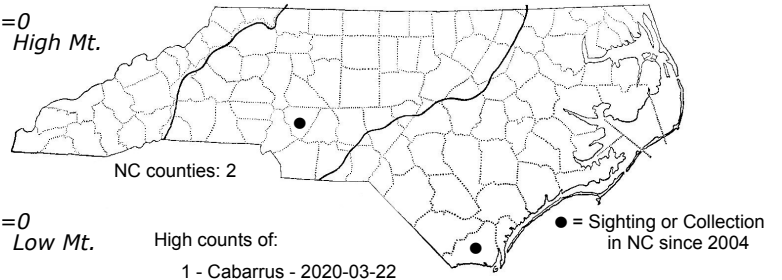 =0
High Mt.
NC counties: 2
=0
Low Mt.
High counts of:
1 - Cabarrus - 2020-03-22
● = Sighting or Collection
in NC since 2004